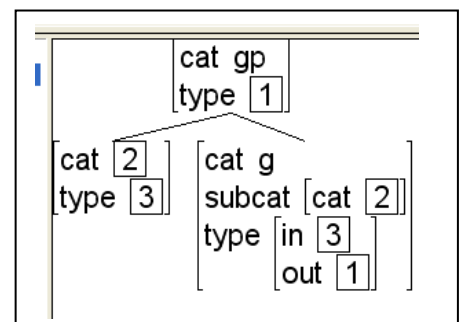 cat gp
type 1
cat 2
type 3
cat g
subcat [cat 2]
type [in 3
out 1]